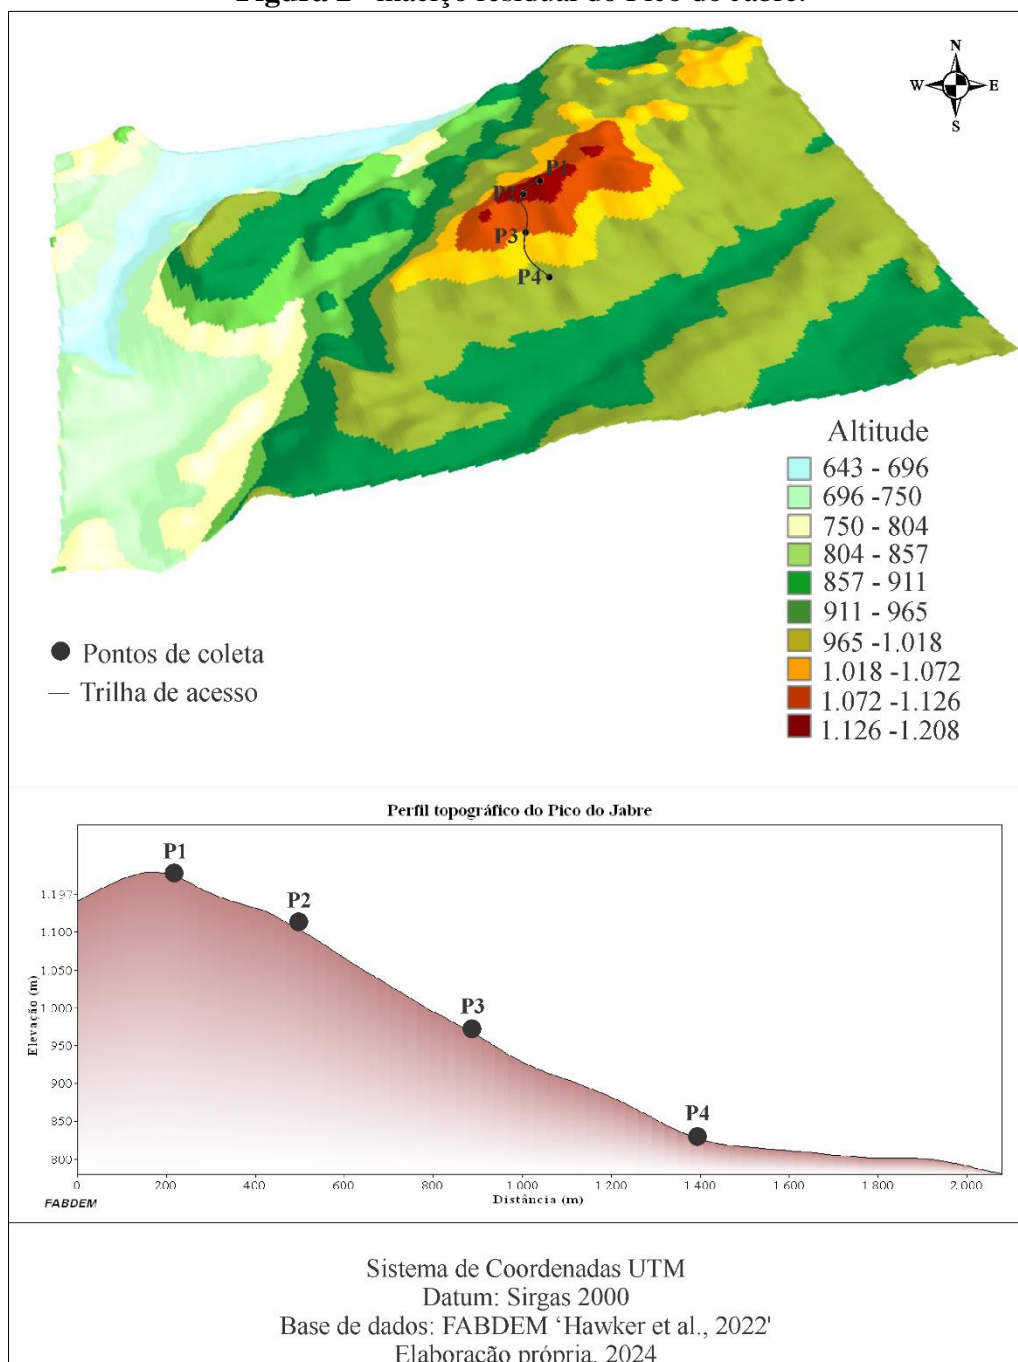 N
W E
S
P1
P2
P3
P4
Altitude
643 - 696
696 -750
750 - 804
804 - 857
857 - 911
911 - 965
965 -1.018
1.018 -1.072
1.072 -1.126
1.126 -1.208
Pontos de coleta
Trilha de acesso
Perfil topográfico do Pico do Jabre
P1
P2
P3
P4
Elevação (m)
1.197
1.100
1.050
1.000
950
900
850
800
0 200 400 600 800 1 000 1 200 1 400 1 600 1 800 2 000
Distância (m)
FABDEM
Sistema de Coordenadas UTM
Datum: Sirgas 2000
Base de dados: FABDEM ‘Hawker et al., 2022'
Elaboração própria, 2024